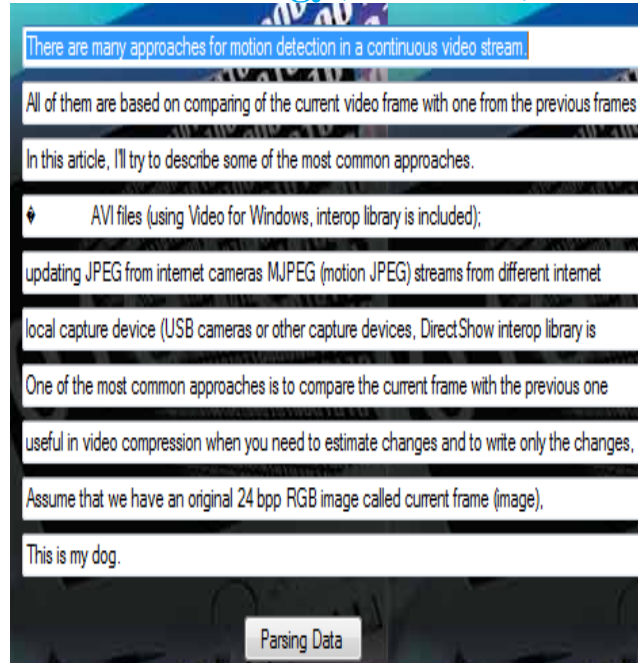 There are many approaches for motion detection in a continuous video stream.
All of them are based on comparing of the current video frame with one from the previous frames
In this article, I'll try to describe some of the most common approaches.
� AVI files (using Video for Windows, interop library is included);
updating JPEG from internet cameras MJPEG (motion JPEG) streams from different internet
local capture device (USB cameras or other capture devices, DirectShow interop library is
One of the most common approaches is to compare the current frame with the previous one
useful in video compression when you need to estimate changes and to write only the changes,
Assume that we have an original 24 bpp RGB image called current frame (image),
This is my dog.
Parsing Data